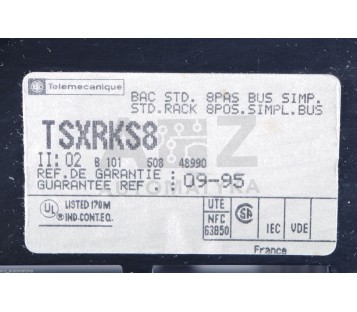 Telemecanique
BAC STD. 8PAS BUS SIMP.
STD.RACK 8POS.SIMPL.BUS
TSXRKS8
II: 02 B 101 508 48990
REF.DE GARANTIE :
GUARANTEE REF : 09-95
UL LISTED 170M
® IND.CONT.EQ.
UTE
NFC
63850
SA
IEC
VDE
France